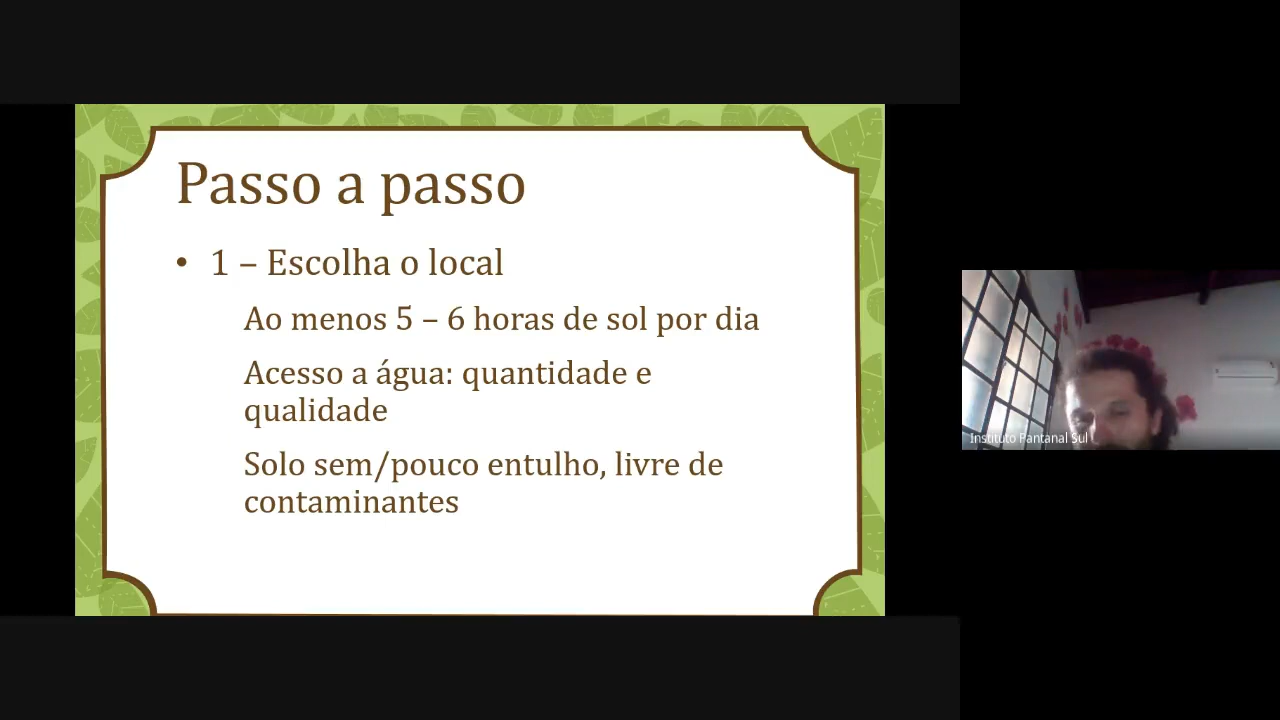 Passo a passo
• 1 – Escolha o local
Ao menos 5 – 6 horas de sol por dia
Acesso a água: quantidade e
qualidade
Solo sem/pouco entulho, livre de
contaminantes
Instituto Pantanal Sul